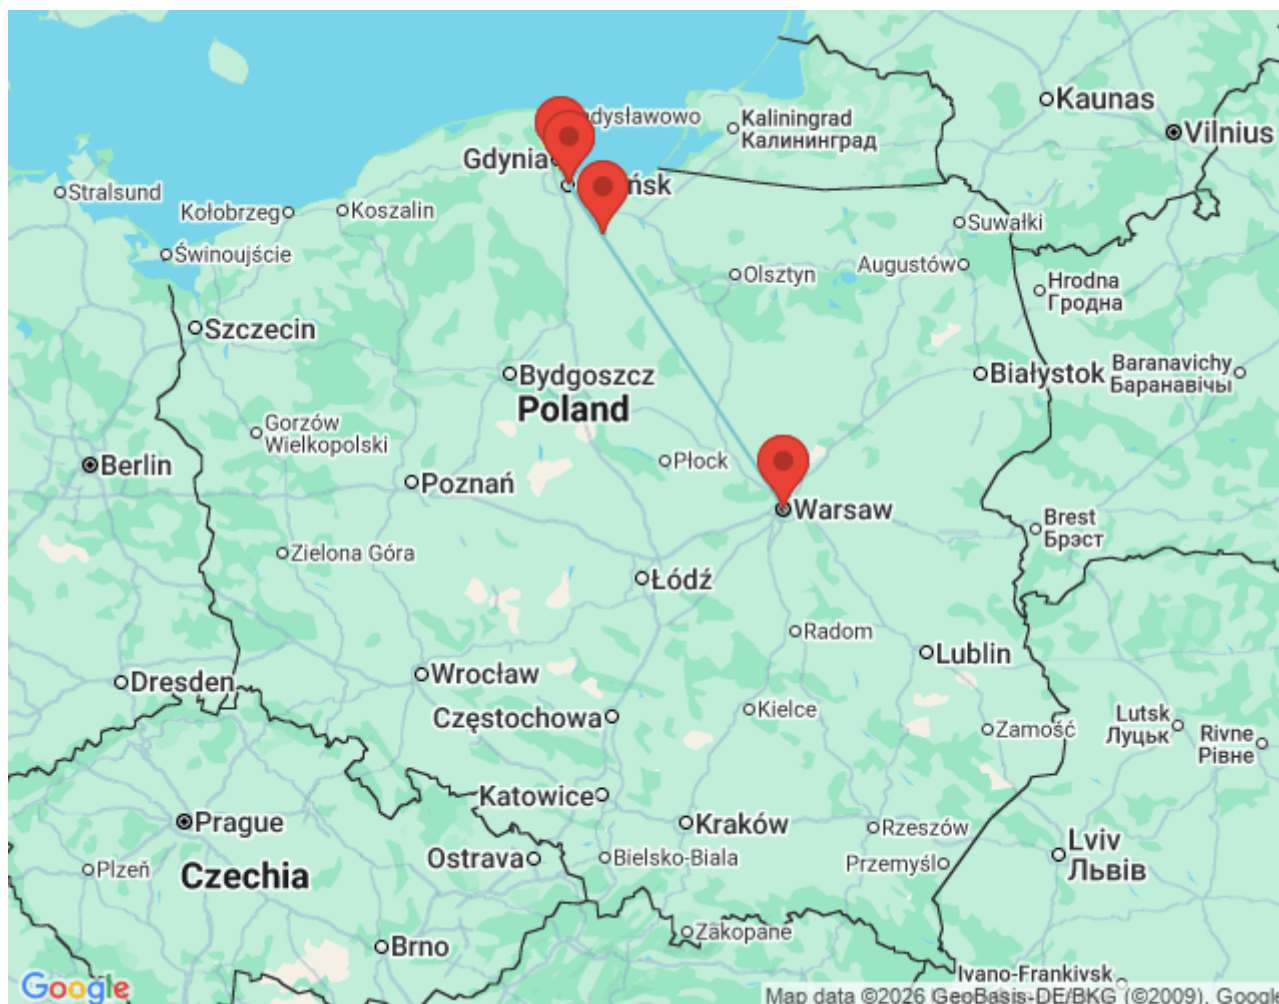 Kaunas
Vilnius
adysławowo
Kaliningrad
Калининград
Gdynia
ńsk
Stralsund
Kołobrzeg
Koszalin
Suwałki
Świnoujście
Augustów
Olsztyn
Hrodna
Гродна
Szczecin
Bydgoszcz
Białystok
Baranavichy
Баранавічы
Poland
Gorzów
Wielkopolski
Berlin
Płock
Poznań
Warsaw
Brest
Брэст
Zielona Góra
Łódź
Radom
Lublin
Wrocław
Dresden
Częstochowa
Kielce
Zamość
Lutsk
Луцьк
Rivne
Рівне
Katowice
Prague
Kraków
Rzeszów
Lviv
Львів
Ostrava
Bielsko-Biala
Przemyśl
Plzeň
Czechia
Zakopane
Brno
Ivano-Frankivsk
Google
Map data ©2026 GeoBasis-DE/BKG (©2009), Google